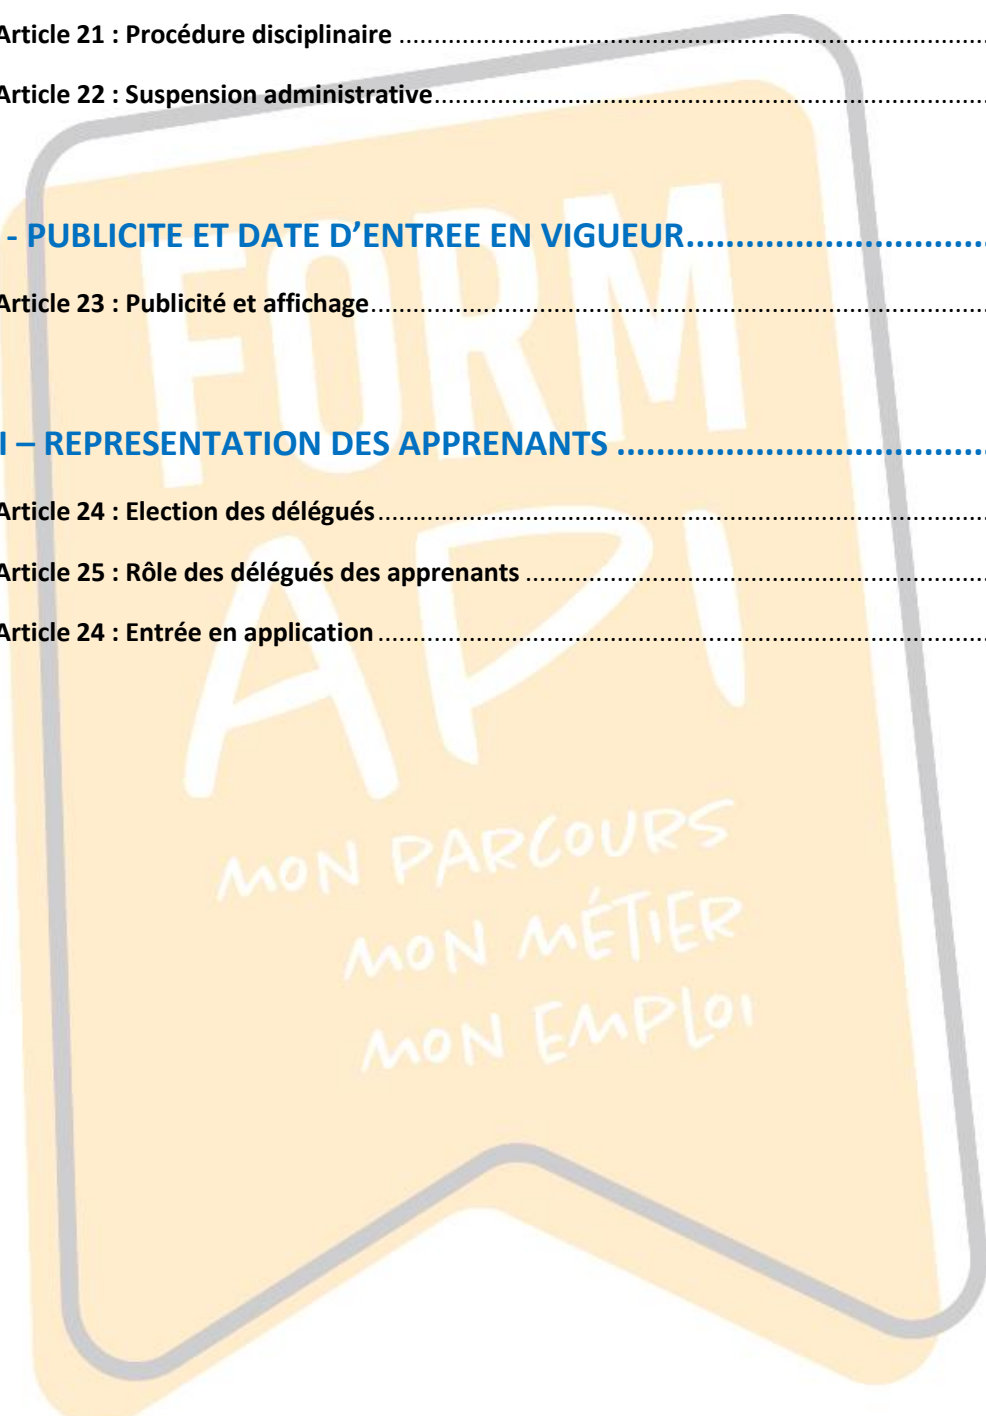 Article 21 : Procédure disciplinaire ................................................................................
Article 22 : Suspension administrative................................................................................
- PUBLICITE ET DATE D’ENTREE EN VIGUEUR...............................
Article 23 : Publicité et affichage................................................................................
I – REPRESENTATION DES APPRENANTS ......................................
Article 24 : Election des délégués................................................................................
Article 25 : Rôle des délégués des apprenants ................................................................
Article 24 : Entrée en application................................................................................
FORM
API
MON PARCOURS
MON MÉTIER
MON EMPLOI